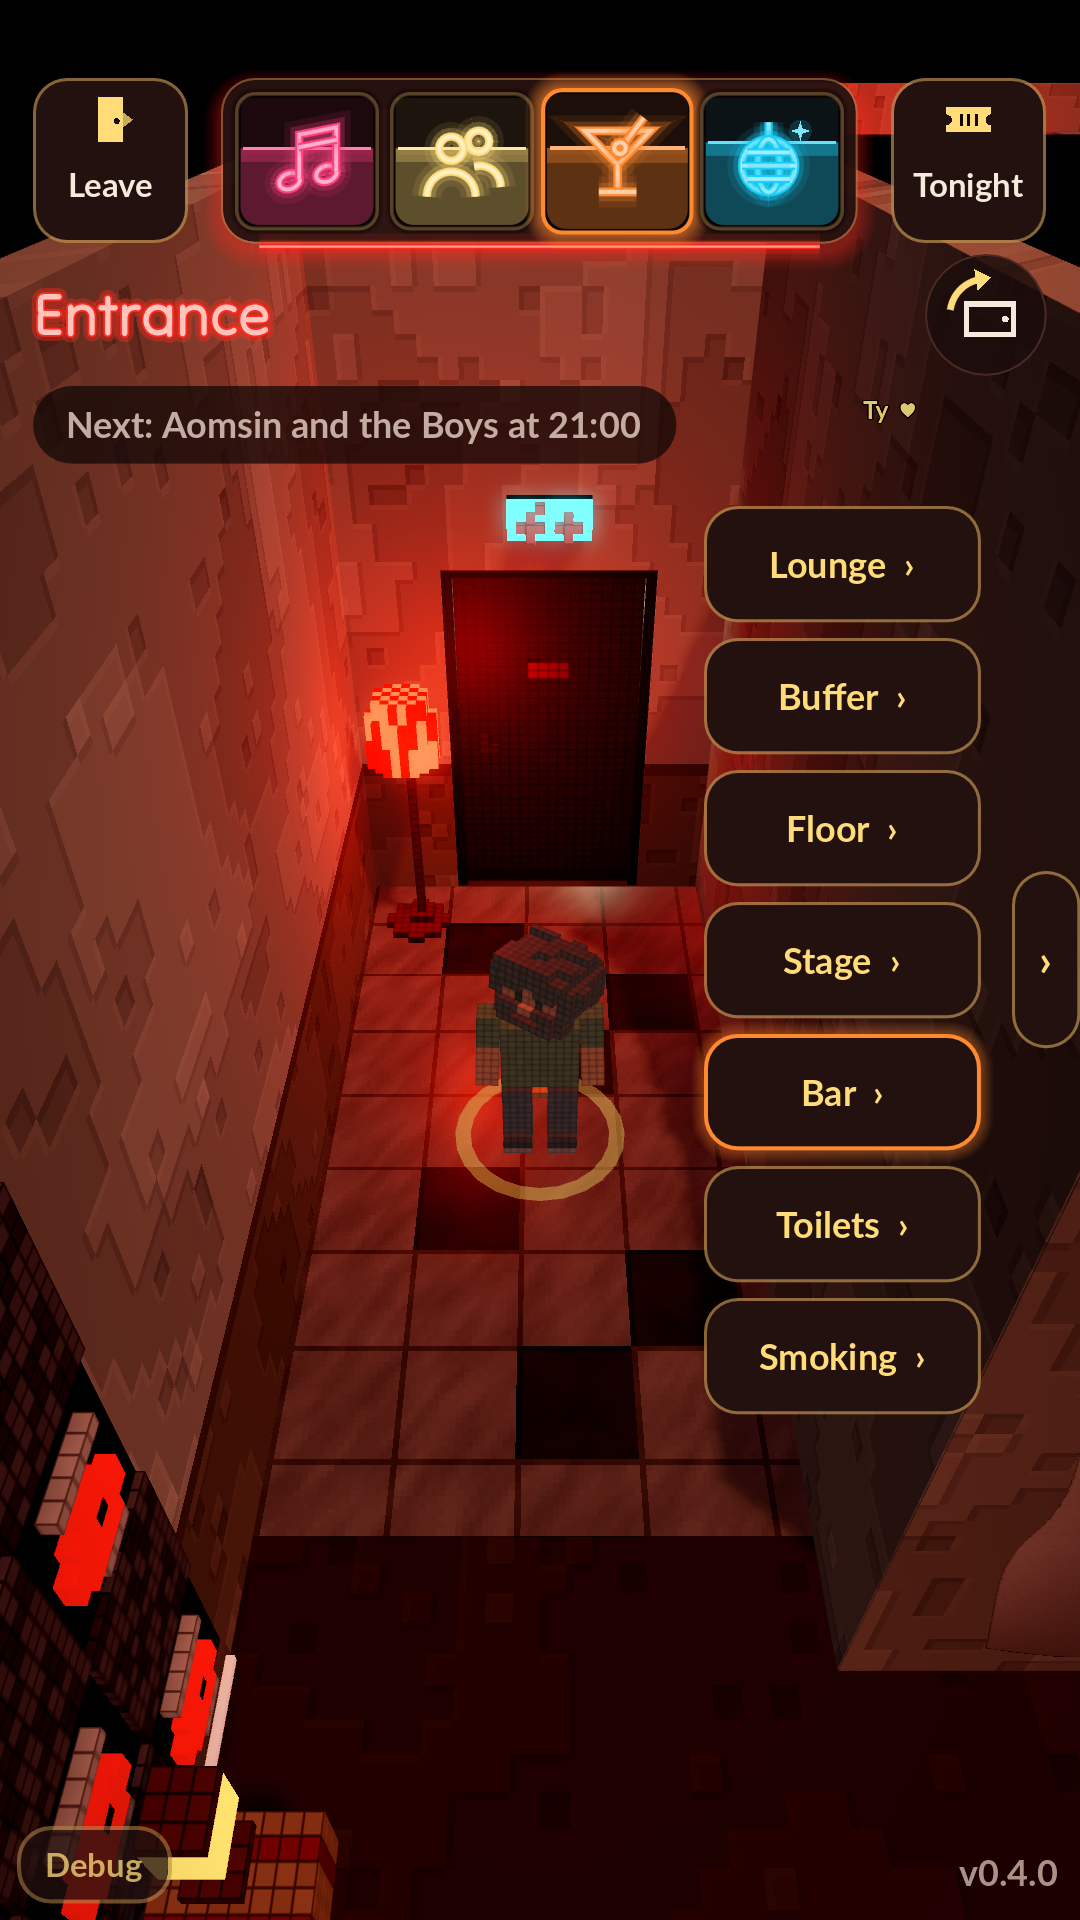 Leave
Tonight
Entrance
Next: Aomsin and the Boys at 21:00
Ty ♥
Lounge ›
Buffer ›
Floor ›
Stage ›
›
Bar ›
Toilets ›
Smoking ›
Debug
v0.4.0